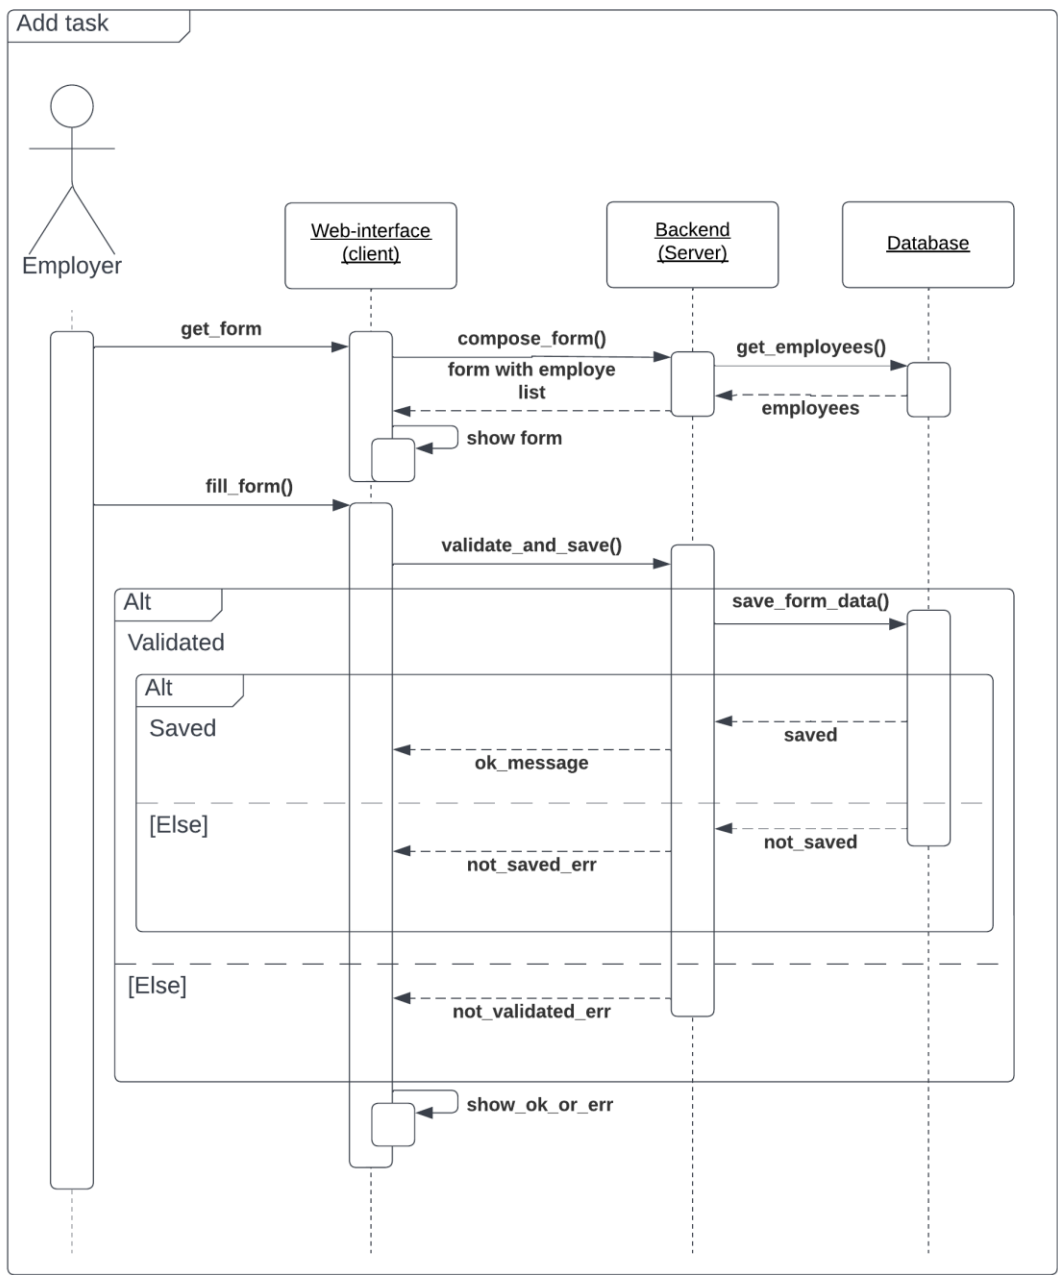 Add task
Employer
Web-interface
(client)
Backend
(Server)
Database
get_form
compose_form()
get_employees()
form with employe
list
employees
show form
fill_form()
validate_and_save()
Alt
save_form_data()
Validated
Alt
Saved
saved
ok_message
[Else]
not_saved
not_saved_err
[Else]
not_validated_err
show_ok_or_err